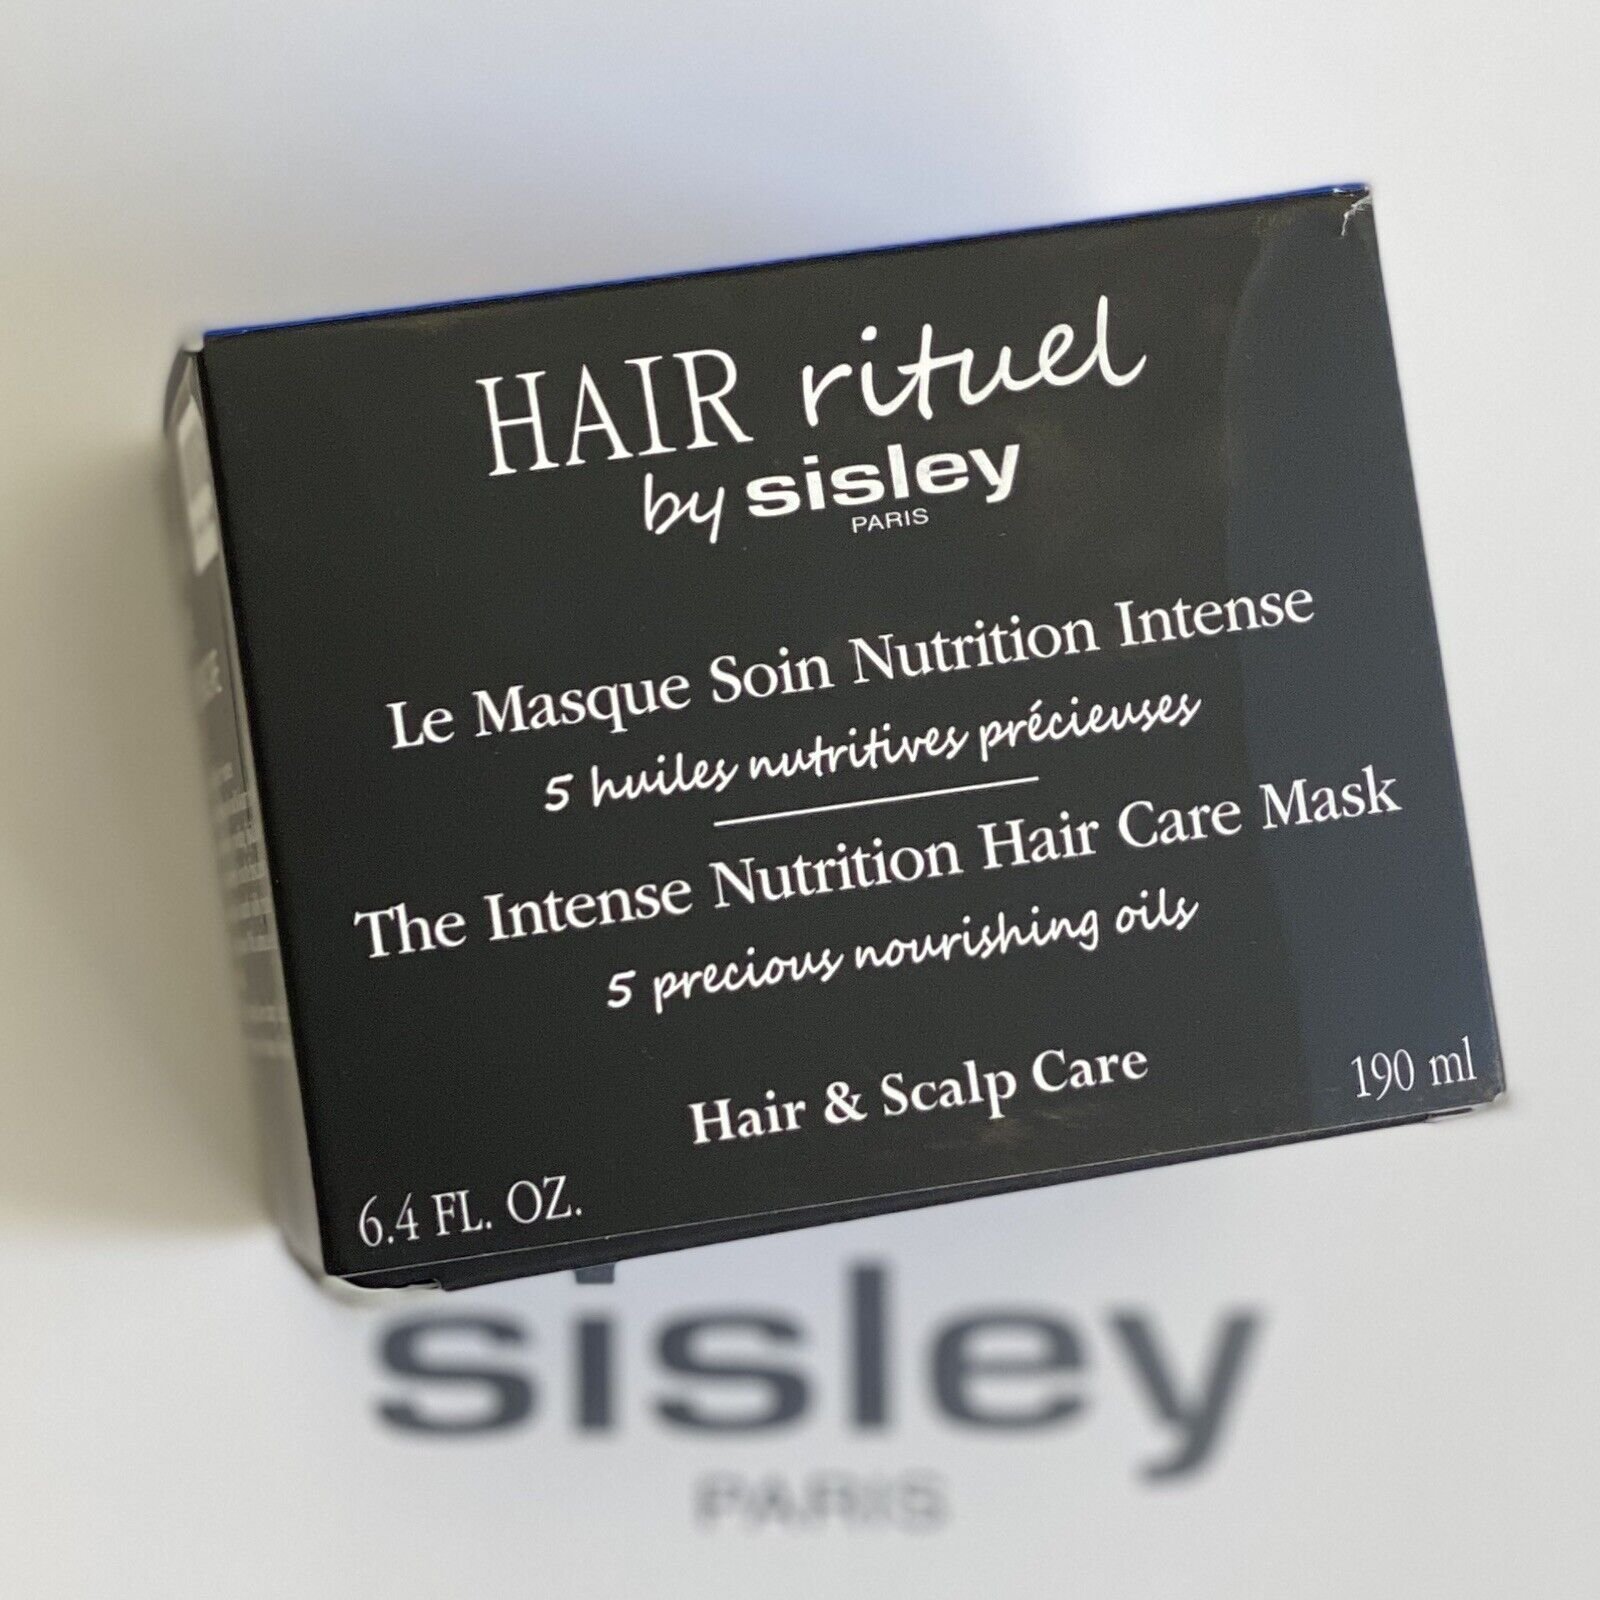 HAIR rituel
by sisley
PARIS
Le Masque Soin Nutrition Intense
5 huiles nutritives précieuses
The Intense Nutrition Hair Care Mask
5 precious nourishing oils
Hair & Scalp Care
190 ml
6.4 FL. OZ.
sisley
PARIS